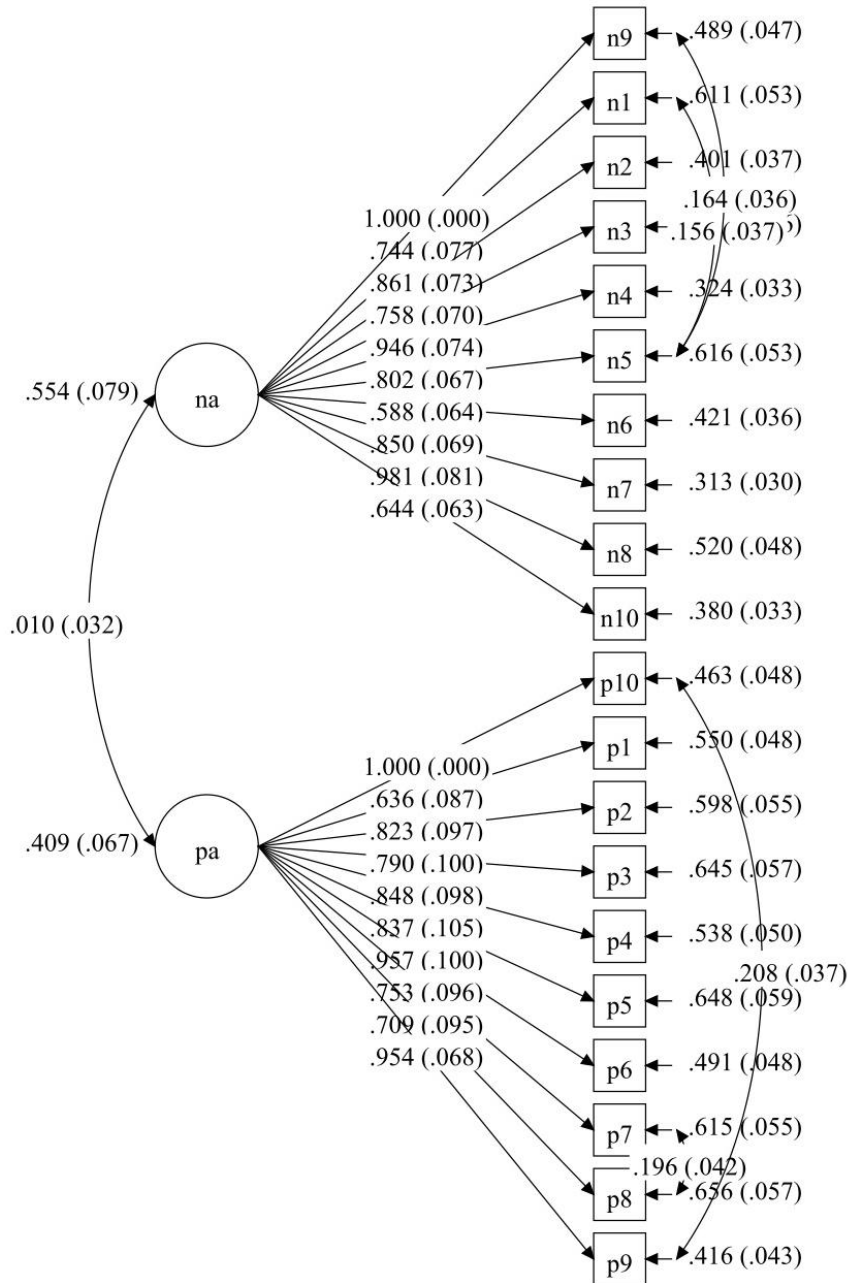 n9
.489 (.047)
n1
.611 (.053)
n2
.401 (.037)
.164 (.036)
1.000 (.000)
n3
.156 (.037)
.744 (.077)
.861 (.073)
n4
.324 (.033)
.758 (.070)
.946 (.074)
n5
.616 (.053)
.802 (.067)
.554 (.079)
na
.588 (.064)
n6
.421 (.036)
.850 (.069)
.981 (.081)
n7
.313 (.030)
.644 (.063)
n8
.520 (.048)
n10
.380 (.033)
.010 (.032)
p10
.463 (.048)
p1
.550 (.048)
1.000 (.000)
.636 (.087)
p2
.598 (.055)
.823 (.097)
.409 (.067)
pa
.790 (.100)
p3
.645 (.057)
.848 (.098)
.837 (.105)
p4
.538 (.050)
.957 (.100)
.208 (.037)
.753 (.096)
p5
.648 (.059)
.709 (.095)
.954 (.068)
p6
.491 (.048)
p7
.615 (.055)
.196 (.042)
p8
.656 (.057)
p9
.416 (.043)